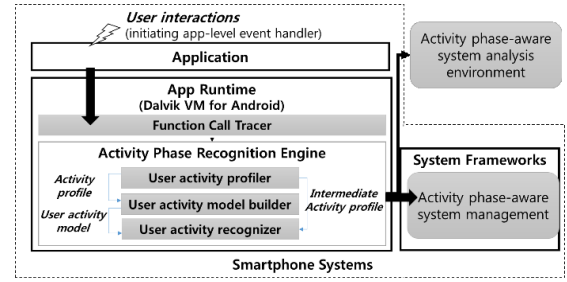 User interactions
(initiating app-level event handler)
Application
Activity phase-aware
system analysis
environment
App Runtime
(Dalvik VM for Android)
Function Call Tracer
Activity Phase Recognition Engine
Activity
profile
User activity
model
User activity profiler
User activity model builder
User activity recognizer
Intermediate
Activity profile
System Frameworks
Activity phase-aware
system management
Smartphone Systems